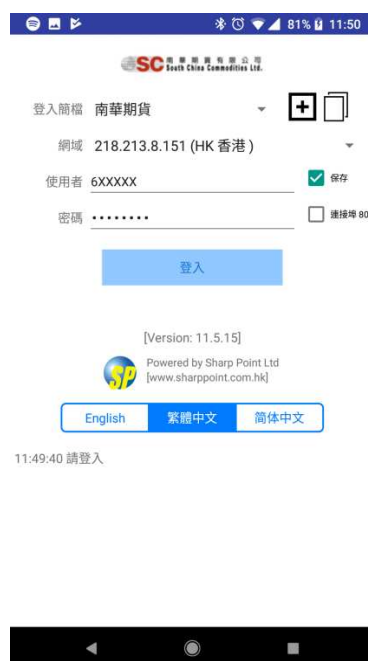 81% 11:50
SC 南華期貨有限公司
South China Commodities Ltd.
登入簡檔 南華期貨
網域 218.213.8.151 (HK 香港 )
使用者 6XXXXX 保存
密碼 •••••••• 連接埠 80
登入
[Version: 11.5.15]
SP Powered by Sharp Point Ltd
[www.sharppoint.com.hk]
English 繁體中文 简体中文
11:49:40 請登入